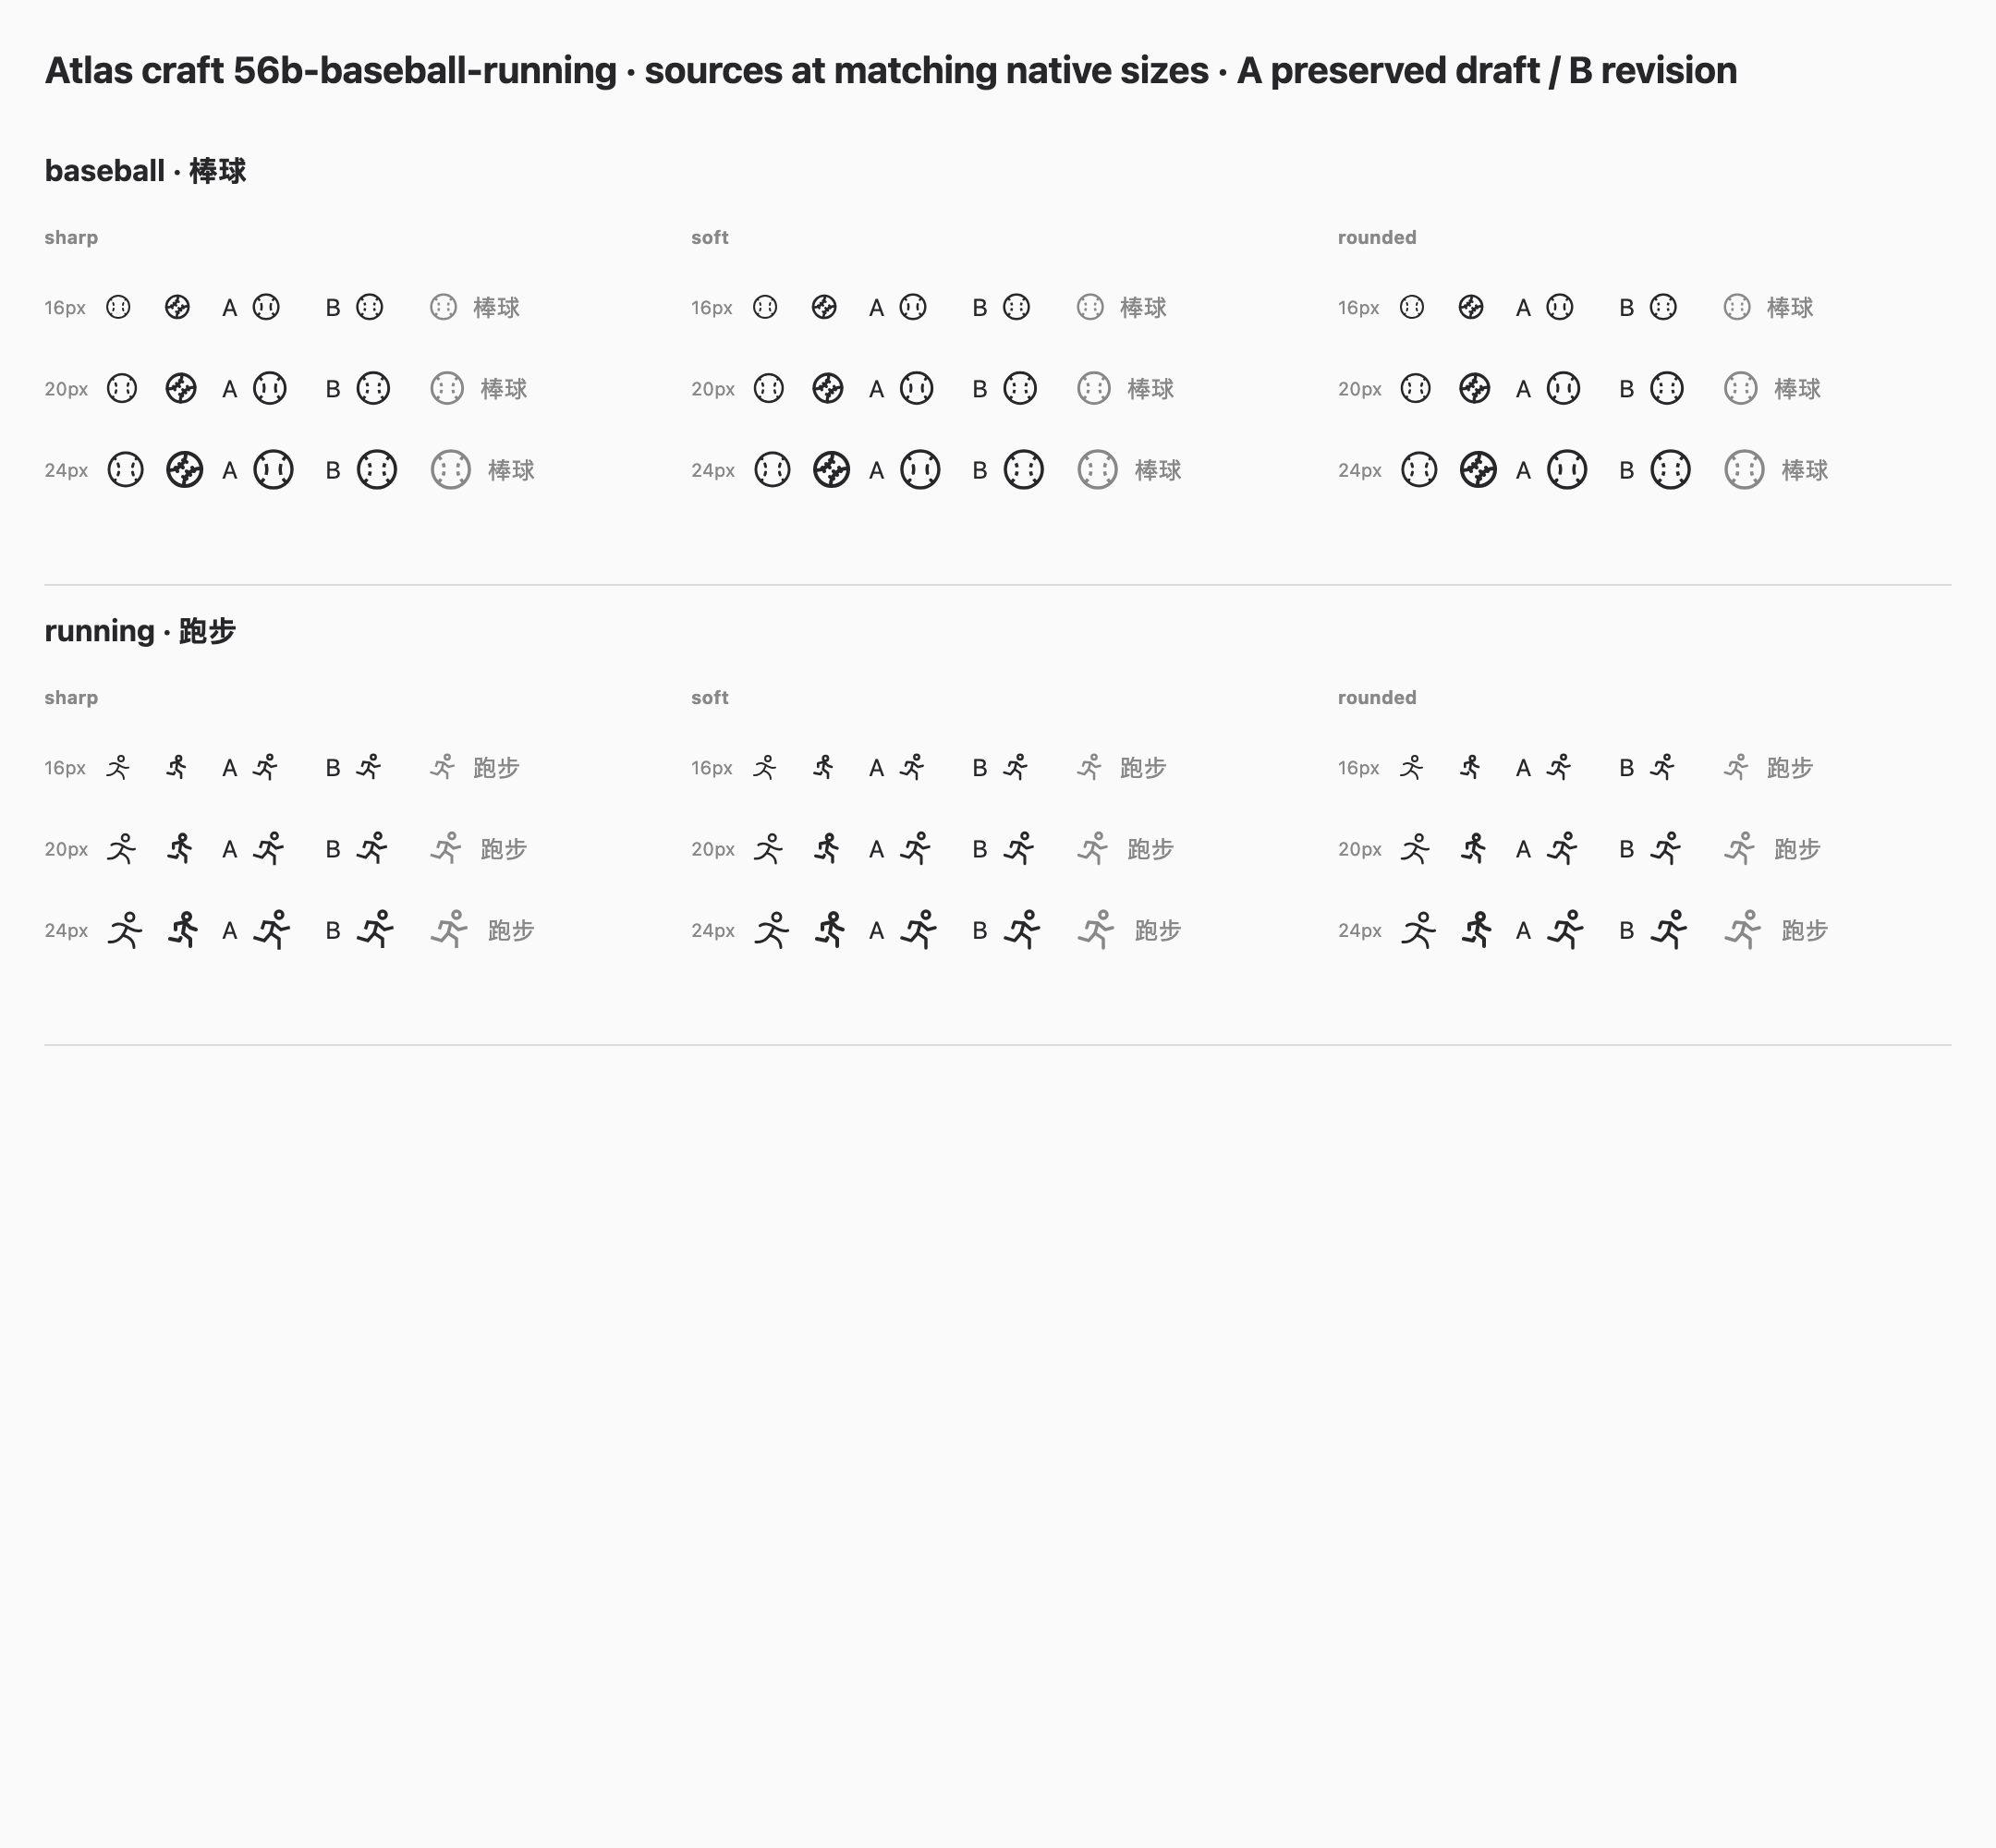 Atlas craft 56b-baseball-running · sources at matching native sizes · A preserved draft / B revision
baseball · 棒球
sharp soft rounded
16px A B 棒球 16px A B 棒球 16px A B 棒球
20px A B 棒球 20px A B 棒球 20px A B 棒球
24px A B 棒球 24px A B 棒球 24px A B 棒球
running · 跑步
sharp soft rounded
16px A B 跑步 16px A B 跑步 16px A B 跑步
20px A B 跑步 20px A B 跑步 20px A B 跑步
24px A B 跑步 24px A B 跑步 24px A B 跑步